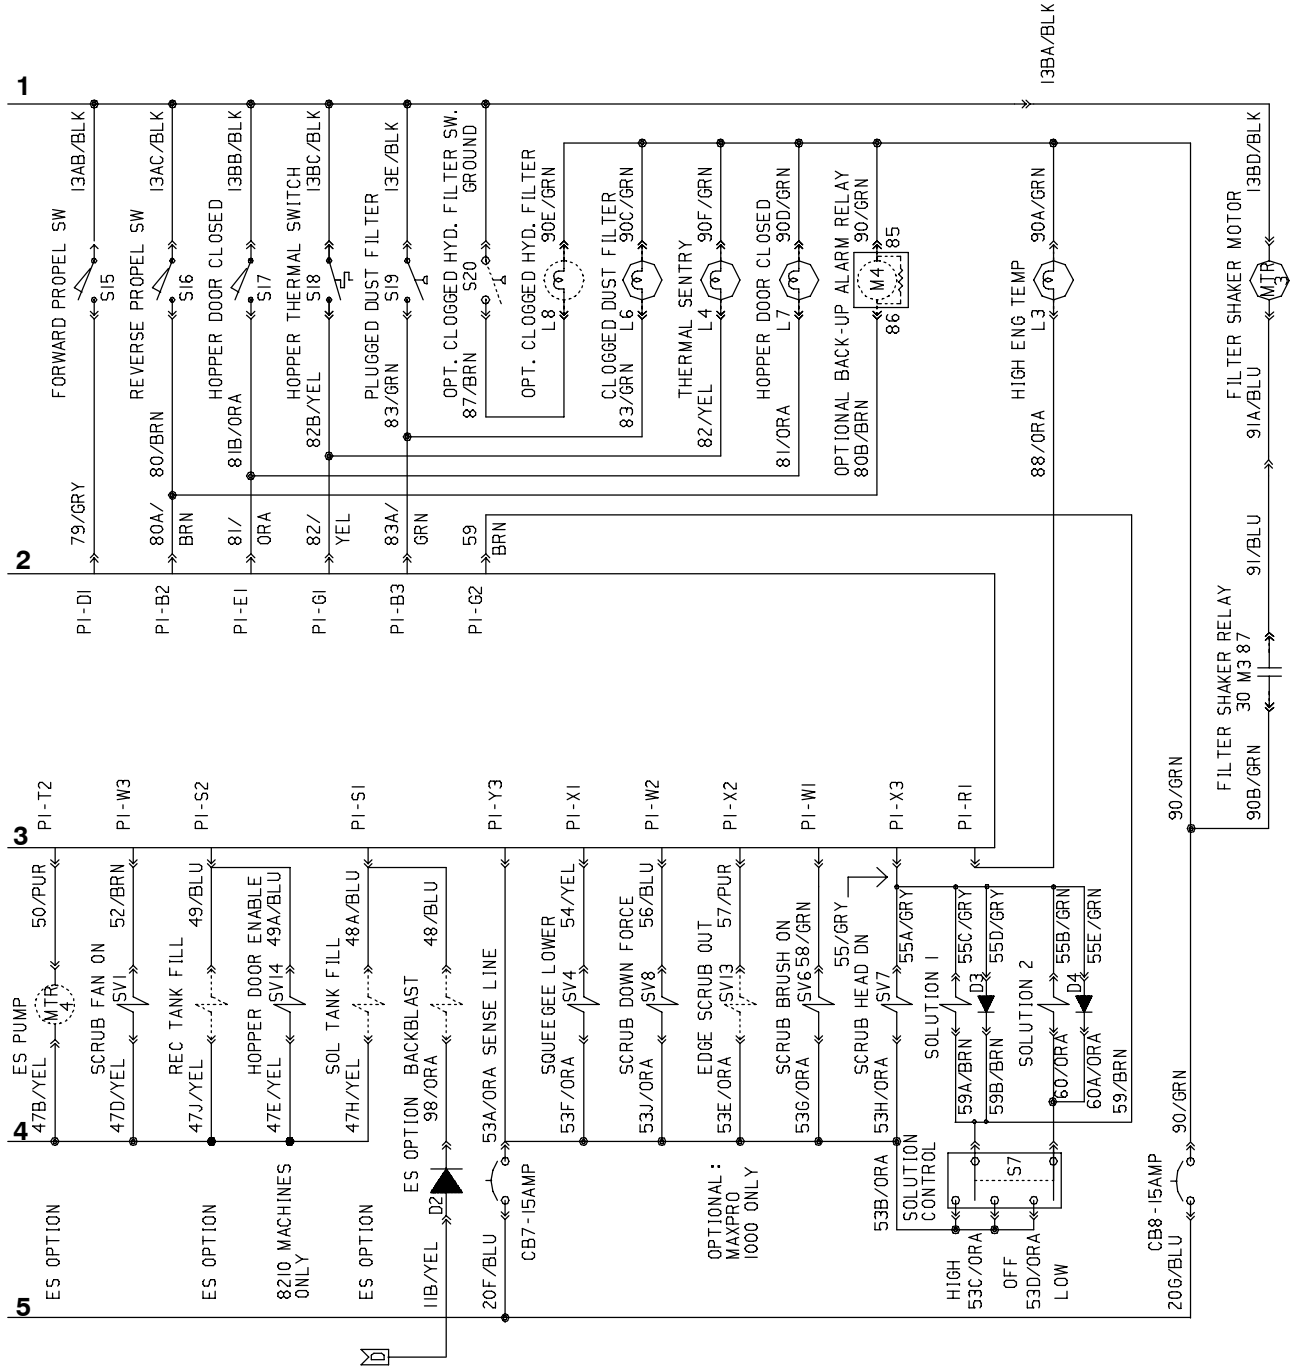 1
2
3
4
5
FORWARD PROPEL SW
79/GRY
S15
13AB/BLK
REVERSE PROPEL SW
80A/
BRN
80/BRN
S16
13AC/BLK
HOPPER DOOR CLOSED
81/
ORA
81B/ORA
S17
13BB/BLK
HOPPER THERMAL SWITCH
82/
YEL
82B/YEL
S18
13BC/BLK
PLUGGED DUST FILTER
83A/
GRN
83/GRN
S19
13E/BLK
OPT. CLOGGED HYD. FILTER SW.
87/BRN
S20
GROUND
59
BRN
OPT. CLOGGED HYD. FILTER
L8
90E/GRN
CLOGGED DUST FILTER
83/GRN
L6
90C/GRN
THERMAL SENTRY
82/YEL
L4
90F/GRN
HOPPER DOOR CLOSED
81/ORA
L7
90D/GRN
OPTIONAL BACK-UP ALARM RELAY
80B/BRN
86
M4
85
90/GRN
HIGH ENG TEMP
88/ORA
L3
90A/GRN
13BA/BLK
FILTER SHAKER MOTOR
91/BLU
91A/BLU
MTR
3
13BD/BLK
FILTER SHAKER RELAY
30 M3 87
90B/GRN
90/GRN
P1-D1
P1-B2
P1-E1
P1-G1
P1-B3
P1-G2
P1-T2
P1-W3
P1-S2
P1-S1
P1-Y3
P1-X1
P1-W2
P1-X2
P1-W1
P1-X3
P1-R1
ES PUMP
47B/YEL
MTR
4
50/PUR
ES OPTION
SCRUB FAN ON
47D/YEL
SV1
52/BRN
REC TANK FILL
47J/YEL
49/BLU
ES OPTION
HOPPER DOOR ENABLE
47E/YEL
SV14
49A/BLU
8210 MACHINES
ONLY
SOL TANK FILL
47H/YEL
48A/BLU
ES OPTION
ES OPTION BACKBLAST
11B/YEL
D2
98/ORA
48/BLU
D
53A/ORA SENSE LINE
20F/BLU
CB7-15AMP
SQUEEGEE LOWER
53F/ORA
SV4
54/YEL
SCRUB DOWN FORCE
53J/ORA
SV8
56/BLU
EDGE SCRUB OUT
53E/ORA
SV13
57/PUR
OPTIONAL:
MAXPRO
1000 ONLY
SCRUB BRUSH ON
53G/ORA
SV6
58/GRN
55/GRY
SCRUB HEAD DN
53H/ORA
SV7
55A/GRY
53B/ORA
SOLUTION
CONTROL
SOLUTION 1
59A/BRN
55C/GRY
59B/BRN
D3
55D/GRY
SOLUTION 2
60/ORA
55B/GRN
60A/ORA
D4
55E/GRN
59/BRN
S7
HIGH
53C/ORA
OFF
53D/ORA
LOW
CB8-15AMP
20G/BLU
90/GRN